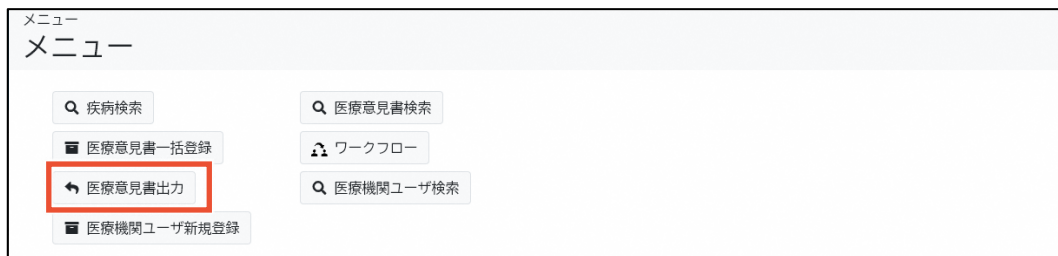 メニュー
メニュー
疾病検索
医療意見書検索
医療意見書一括登録
ワークフロー
医療意見書出力
医療機関ユーザ検索
医療機関ユーザ新規登録